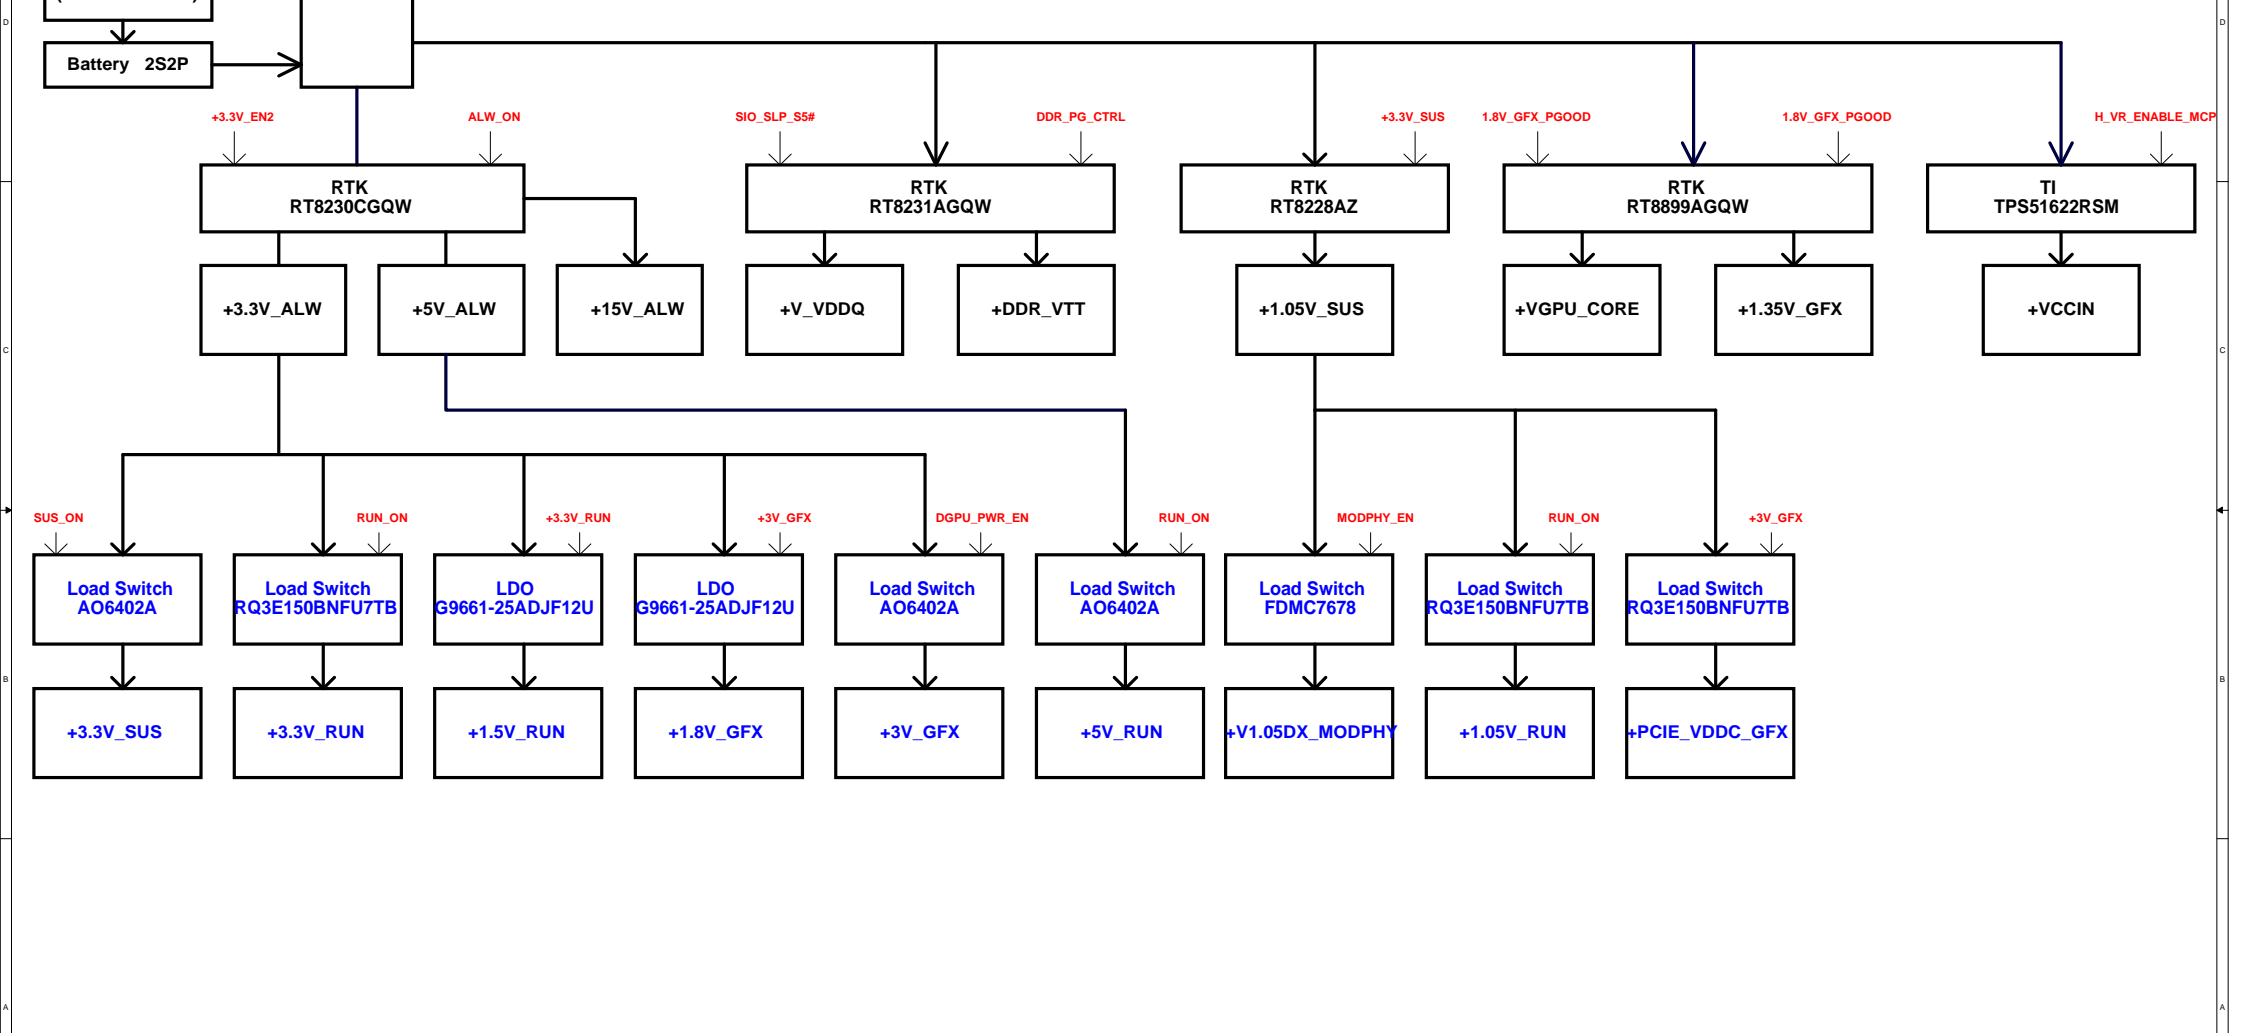 D
D
Battery 2S2P
+3.3V_EN2
ALW_ON
SIO_SLP_S5#
DDR_PG_CTRL
+3.3V_SUS
1.8V_GFX_PGOOD
1.8V_GFX_PGOOD
H_VR_ENABLE_MCP
RTK
RT8230CGQW
RTK
RT8231AGQW
RTK
RT8228AZ
RTK
RT8899AGQW
TI
TPS51622RSM
+3.3V_ALW
+5V_ALW
+15V_ALW
+V_VDDQ
+DDR_VTT
+1.05V_SUS
+VGPU_CORE
+1.35V_GFX
+VCCIN
C
C
SUS_ON
RUN_ON
+3.3V_RUN
+3V_GFX
DGPU_PWR_EN
RUN_ON
MODPHY_EN
RUN_ON
+3V_GFX
Load Switch
AO6402A
Load Switch
RQ3E150BNFU7TB
LDO
G9661-25ADJF12U
LDO
G9661-25ADJF12U
Load Switch
AO6402A
Load Switch
AO6402A
Load Switch
FDMC7678
Load Switch
RQ3E150BNFU7TB
Load Switch
RQ3E150BNFU7TB
B
B
+3.3V_SUS
+3.3V_RUN
+1.5V_RUN
+1.8V_GFX
+3V_GFX
+5V_RUN
+V1.05DX_MODPHY
+1.05V_RUN
+PCIE_VDDC_GFX
A
A